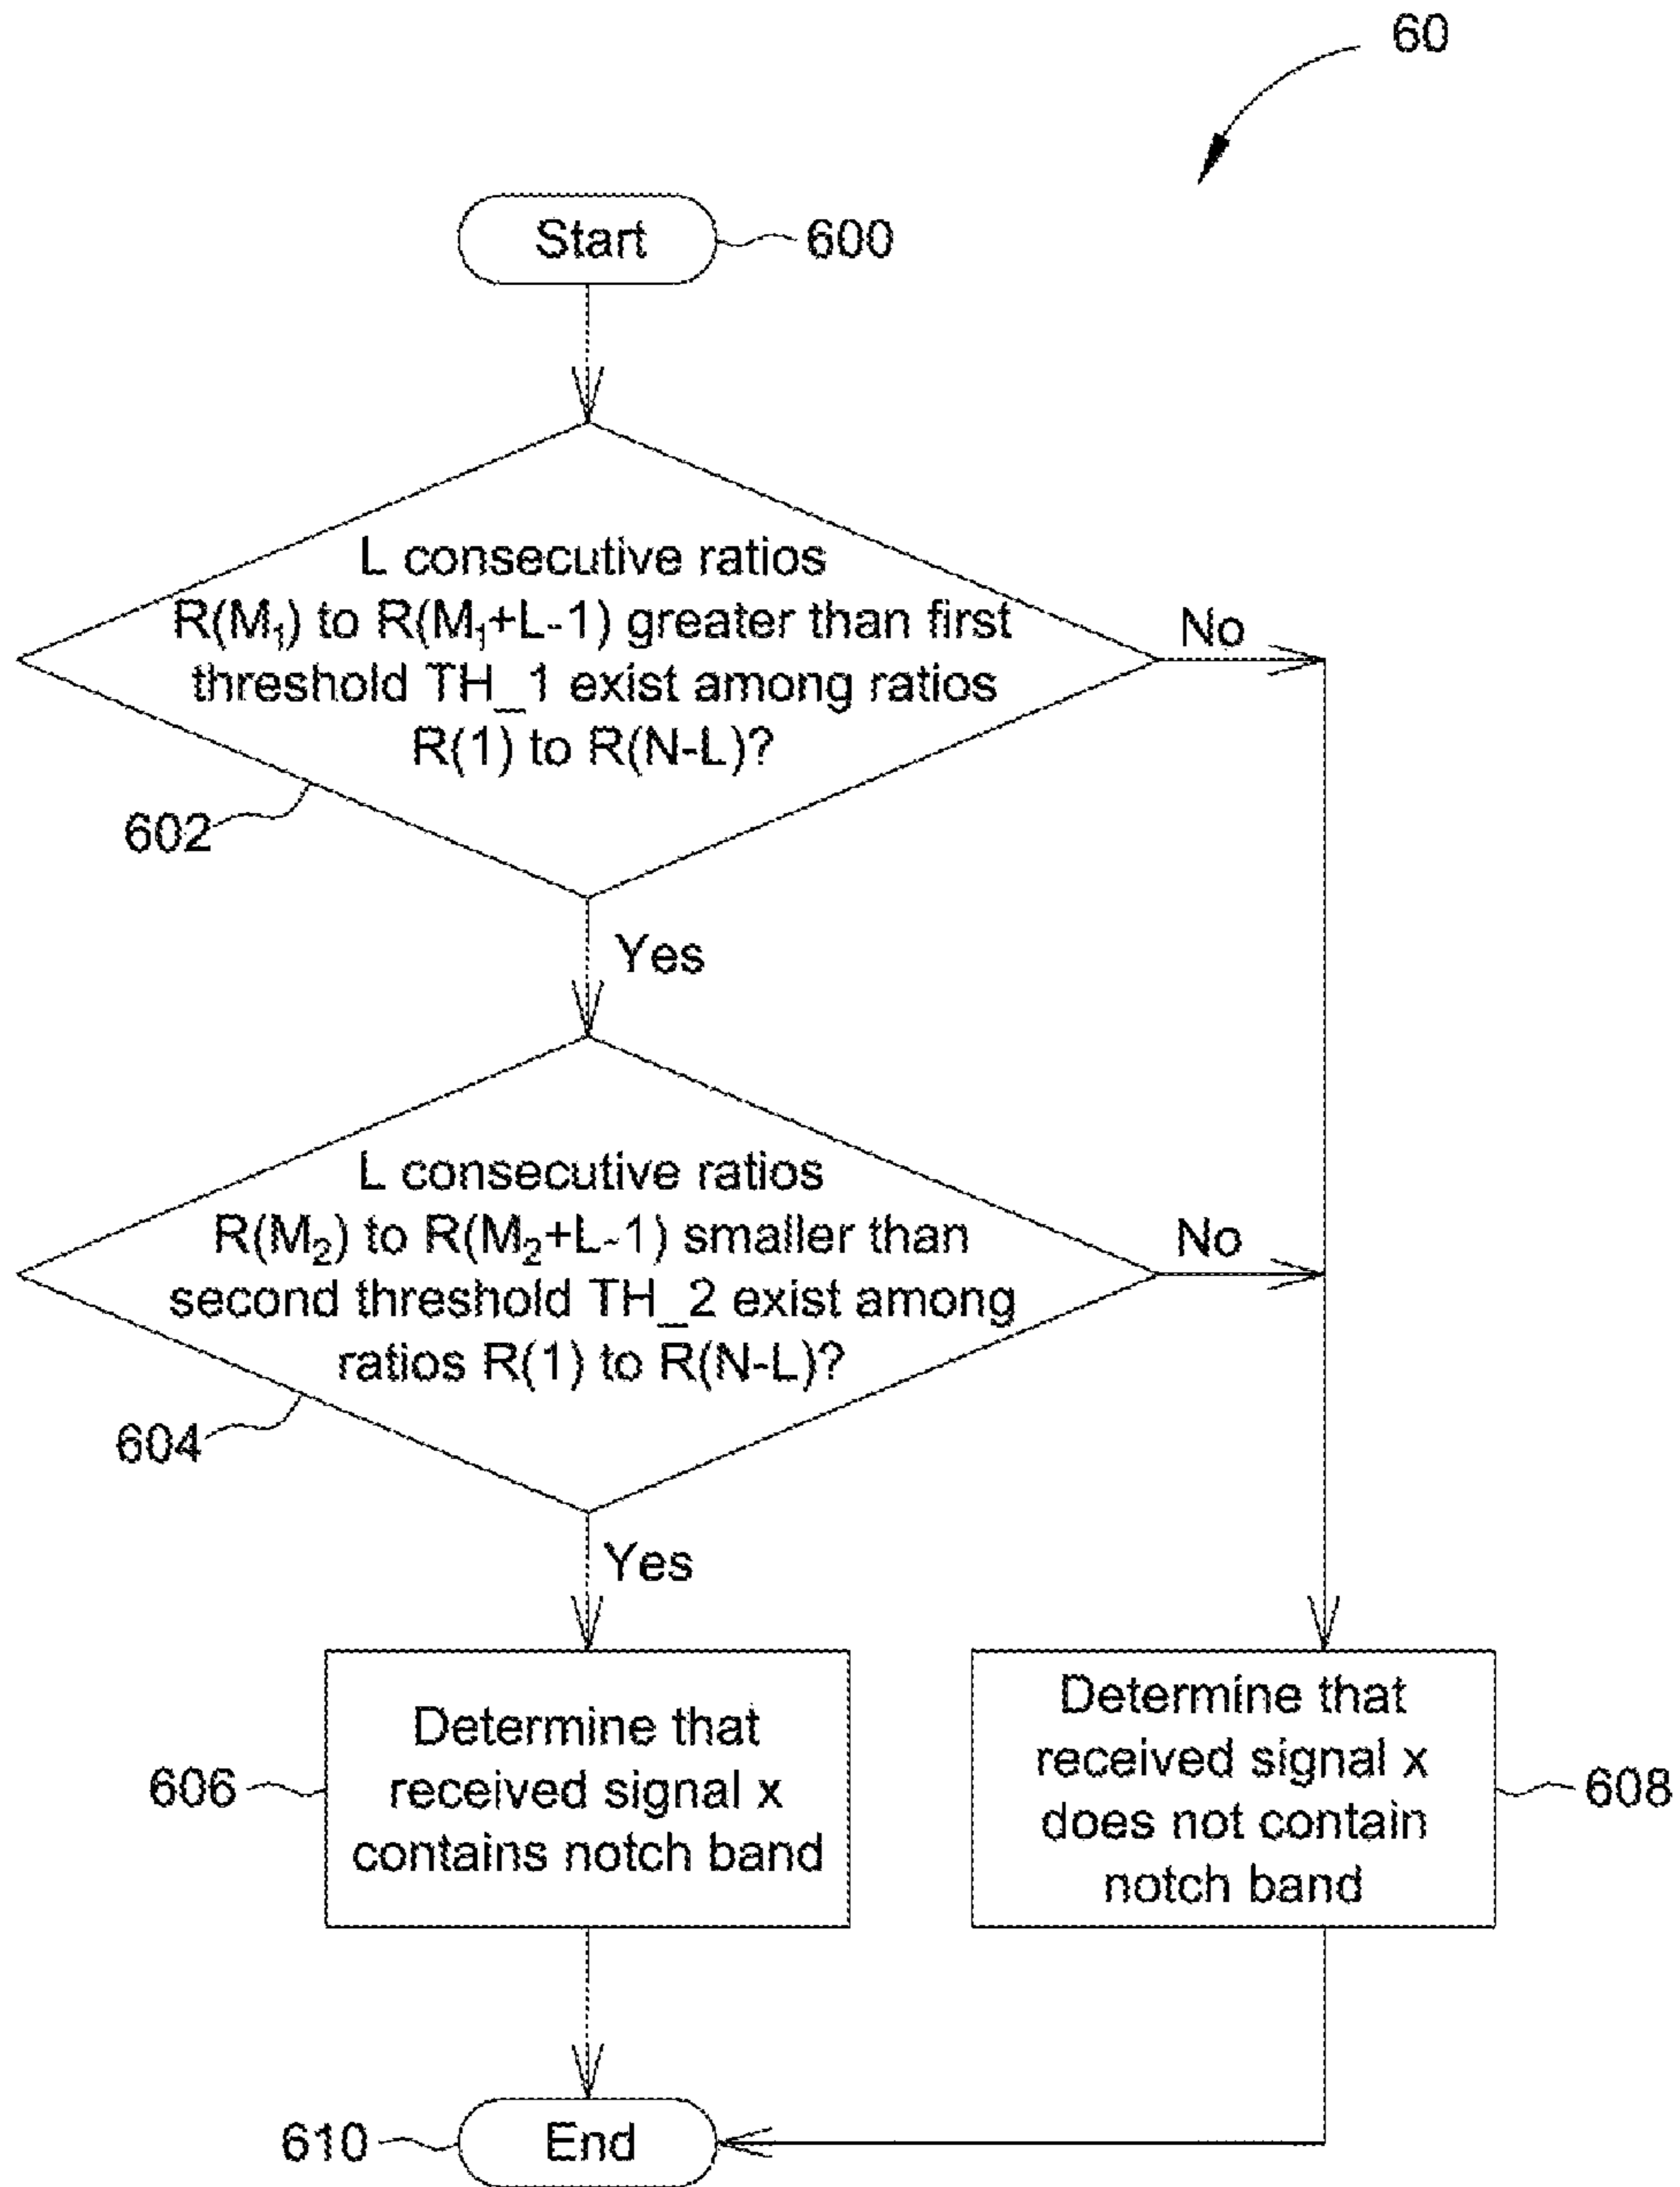 60
Start
600
L consecutive ratios
R(M₁) to R(M₁+L-1) greater than first
threshold TH_1 exist among ratios
R(1) to R(N-L)?
No
602
Yes
L consecutive ratios
R(M₂) to R(M₂+L-1) smaller than
second threshold TH_2 exist among
ratios R(1) to R(N-L)?
No
604
Yes
Determine that
received signal x
contains notch band
606
Determine that
received signal x
does not contain
notch band
608
610
End